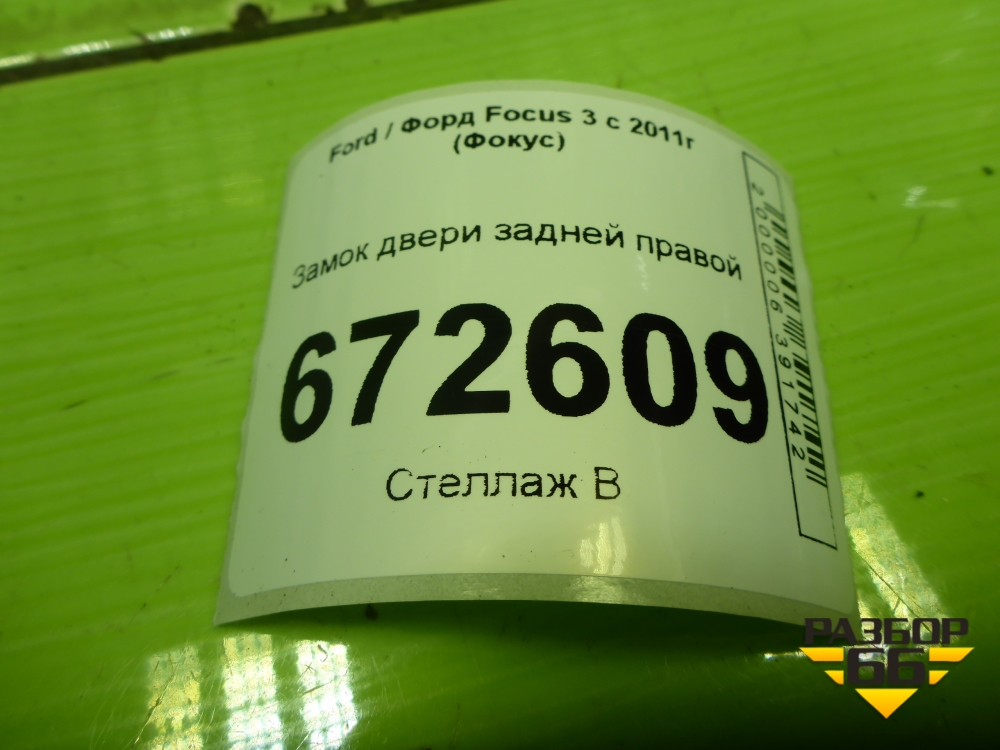 Ford / Форд Focus 3 с 2011г
(Фокус)
Замок двери задней правой
672609
Стеллаж В
2000006391742
РАЗБОР
66